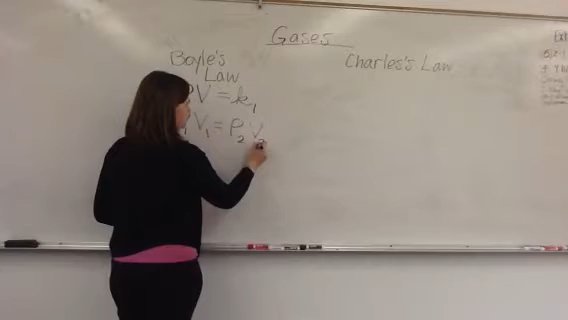 Gases
Boyle's
Law
PV = k₁
V₁ = P₂ V₂
Charles's Law